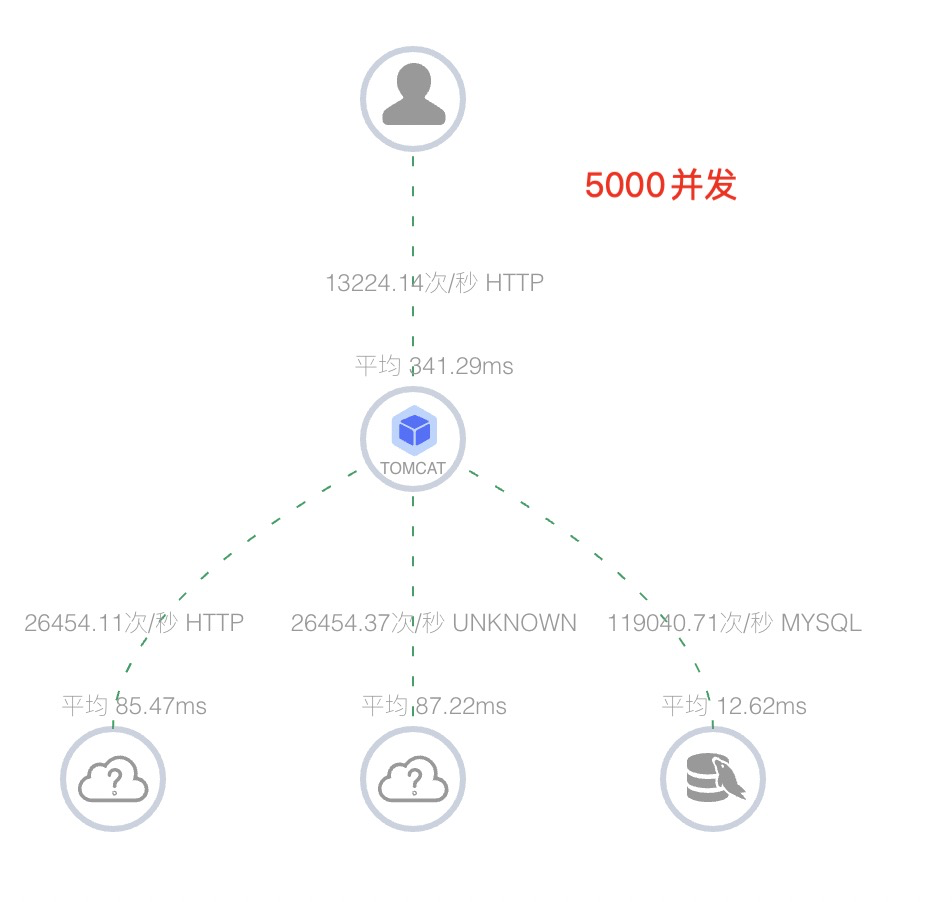 5000并发
13224.14次/秒 HTTP
平均 341.29ms
TOMCAT
26454.11次/秒 HTTP
26454.37次/秒 UNKNOWN
119040.71次/秒 MYSQL
平均 85.47ms
平均 87.22ms
平均 12.62ms